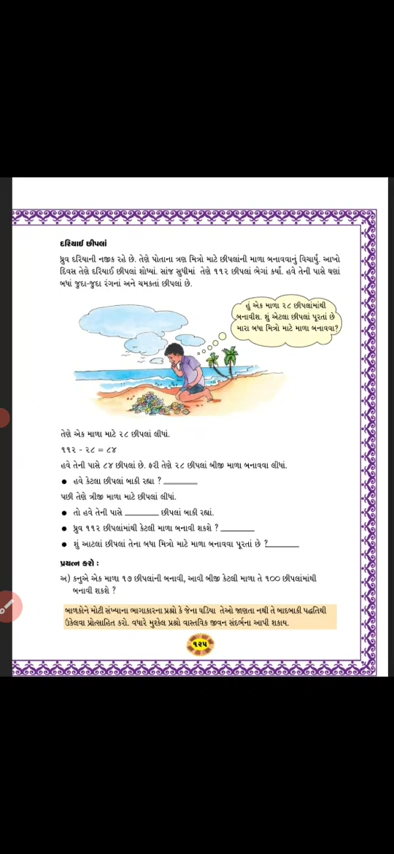 દરિયાઈ છીપલાં
ધ્રુવ દરિયાની નજીક રહે છે. તેણે પોતાના ત્રણ મિત્રો માટે છીપલાંની માળા બનાવવાનું વિચાર્યું. આખો
દિવસ તેણે દરિયાઈ છીપલાં શોધ્યાં. સાંજ સુધીમાં તેણે ૧૧૨ છીપલાં ભેગાં કર્યાં. હવે તેની પાસે ઘણાં
બધાં જુદા-જુદા રંગનાં અને ચમકતાં છીપલાં છે.
હું એક માળા ૨૮ છીપલાંમાંથી
બનાવીશ. શું એટલા છીપલાં પૂરતાં છે
મારા બધા મિત્રો માટે માળા બનાવવા?
તેણે એક માળા માટે ૨૮ છીપલાં લીધાં.
૧૧૨ - ૨૮ = ૮૪
હવે તેની પાસે ૮૪ છીપલાં છે. ફરી તેણે ૨૮ છીપલાં બીજી માળા બનાવવા લીધાં.
● હવે કેટલા છીપલાં બાકી રહ્યા ? ________
પછી તેણે ત્રીજી માળા માટે છીપલાં લીધાં.
● તો હવે તેની પાસે ________ છીપલાં બાકી રહ્યાં.
● ધ્રુવ ૧૧૨ છીપલાંમાંથી કેટલી માળા બનાવી શકશે ? ________
● શું આટલાં છીપલાં તેના બધા મિત્રો માટે માળા બનાવવા પૂરતાં છે ?________
પ્રયત્ન કરો :
અ) કનુએ એક માળા ૧૭ છીપલાંની બનાવી, આવી બીજી કેટલી માળા તે ૧૦૦ છીપલાંમાંથી
બનાવી શકશે ?
બાળકોને મોટી સંખ્યાના ભાગાકારના પ્રશ્નો કે જેના ઘડિયા તેઓ જાણતા નથી તે બાદબાકી પદ્ધતિથી
ઉકેલવા પ્રોત્સાહિત કરો. વધારે મુશ્કેલ પ્રશ્નો વાસ્તવિક જીવન સંદર્ભના આપી શકાય.
૧૨૫